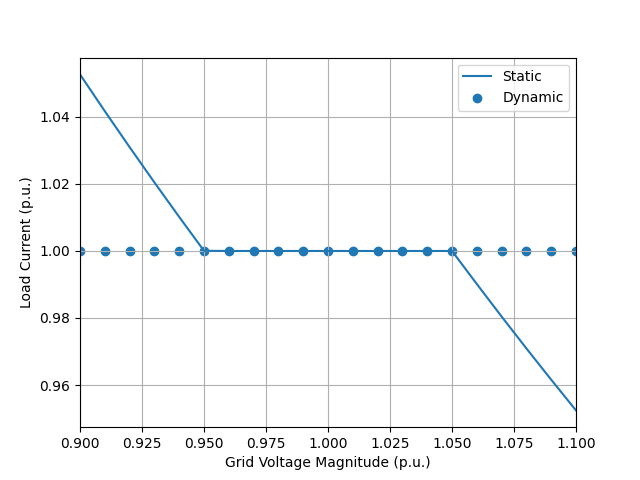 Static
Dynamic
1.04
1.02
1.00
0.98
0.96
Load Current (p.u.)
0.900 0.925 0.950 0.975 1.000 1.025 1.050 1.075 1.100
Grid Voltage Magnitude (p.u.)